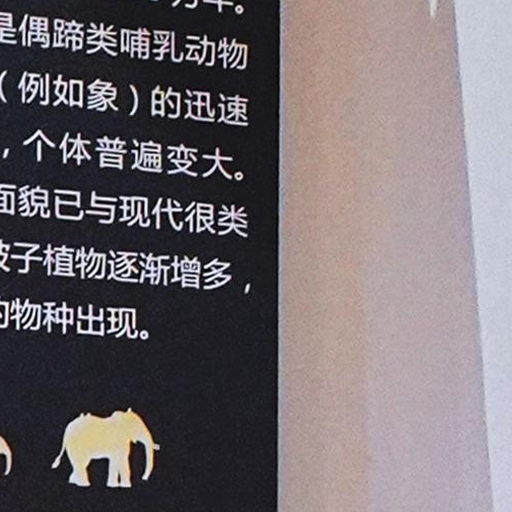 万年。
是偶蹄类哺乳动物
（例如象）的迅速
，个体普遍变大。
面貌已与现代很类
子植物逐渐增多，
的物种出现。